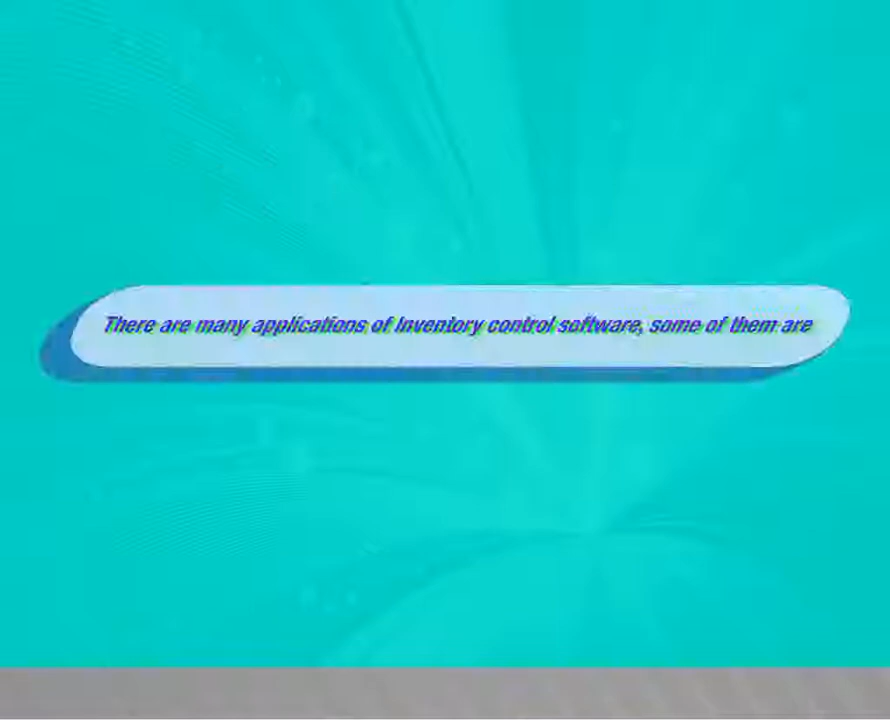 There are many applications of Inventory control software, some of them are